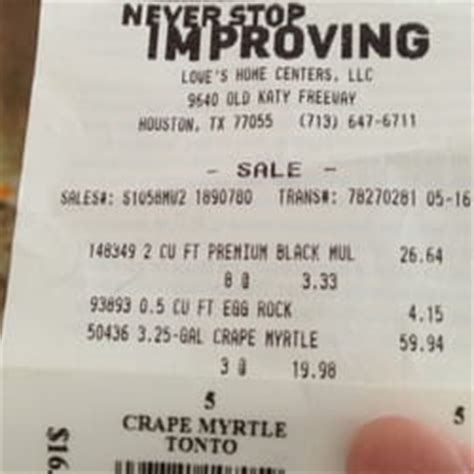 NEVER STOP
IMPROVING
LOWE'S HOME CENTERS, LLC
9640 OLD KATY FREEWAY
HOUSTON, TX 77055 (713) 647-6711
- SALE -
SALES#: S1058MW2 1890780 TRANS#: 78270281 05-16
148349 2 CU FT PREMIUM BLACK MUL 26.64
8 @ 3.33
93893 0.5 CU FT EGG ROCK 4.15
50436 3.25-GAL CRAPE MYRTLE 59.94
3 @ 19.98
5 5
CRAPE MYRTLE
TONTO
$16.